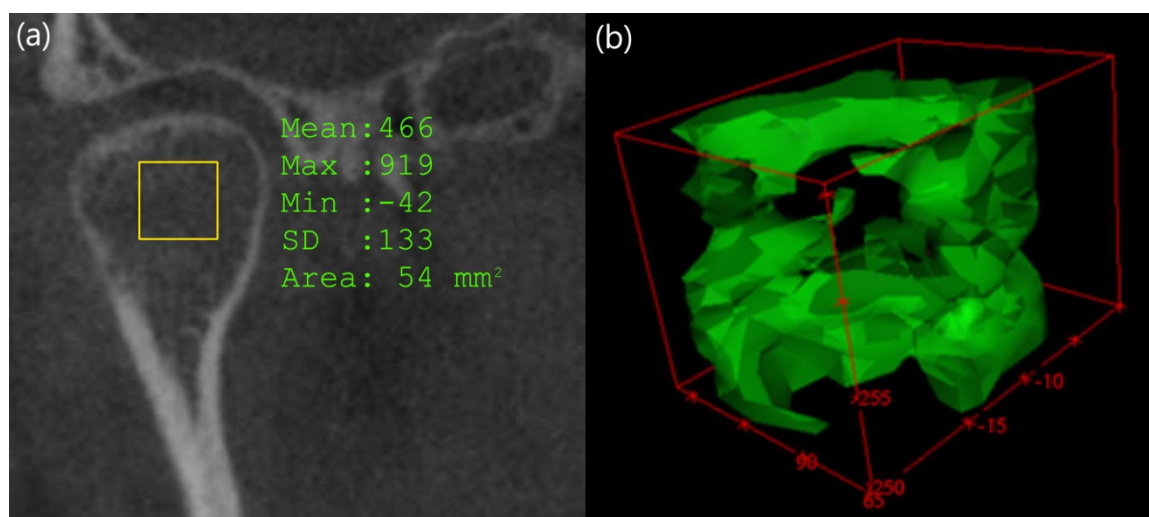 (a)
Mean:466
Max :919
Min :-42
SD  :133
Area: 54 mm²
(b)
-10
-15
255
90
250
65